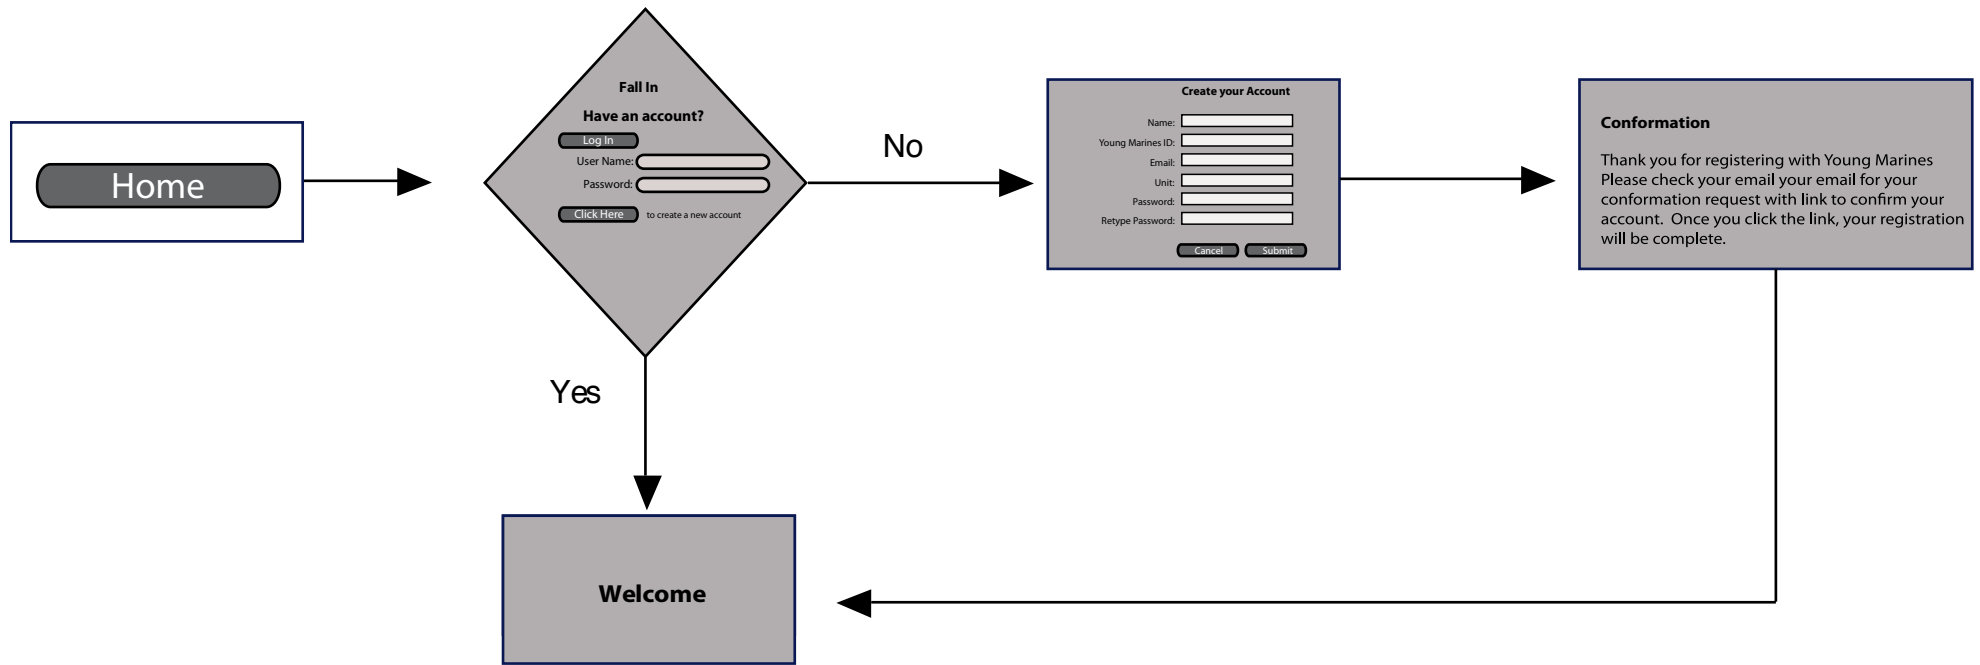 Home
Fall In
Have an account?
Log In
User Name:
Password:
Click Here to create a new account
No
Yes
Create your Account
Name:
Young Marines ID:
Email:
Unit:
Password:
Retype Password:
Cancel Submit
Conformation
Thank you for registering with Young Marines
Please check your email your email for your
conformation request with link to confirm your
account. Once you click the link, your registration
will be complete.
Welcome